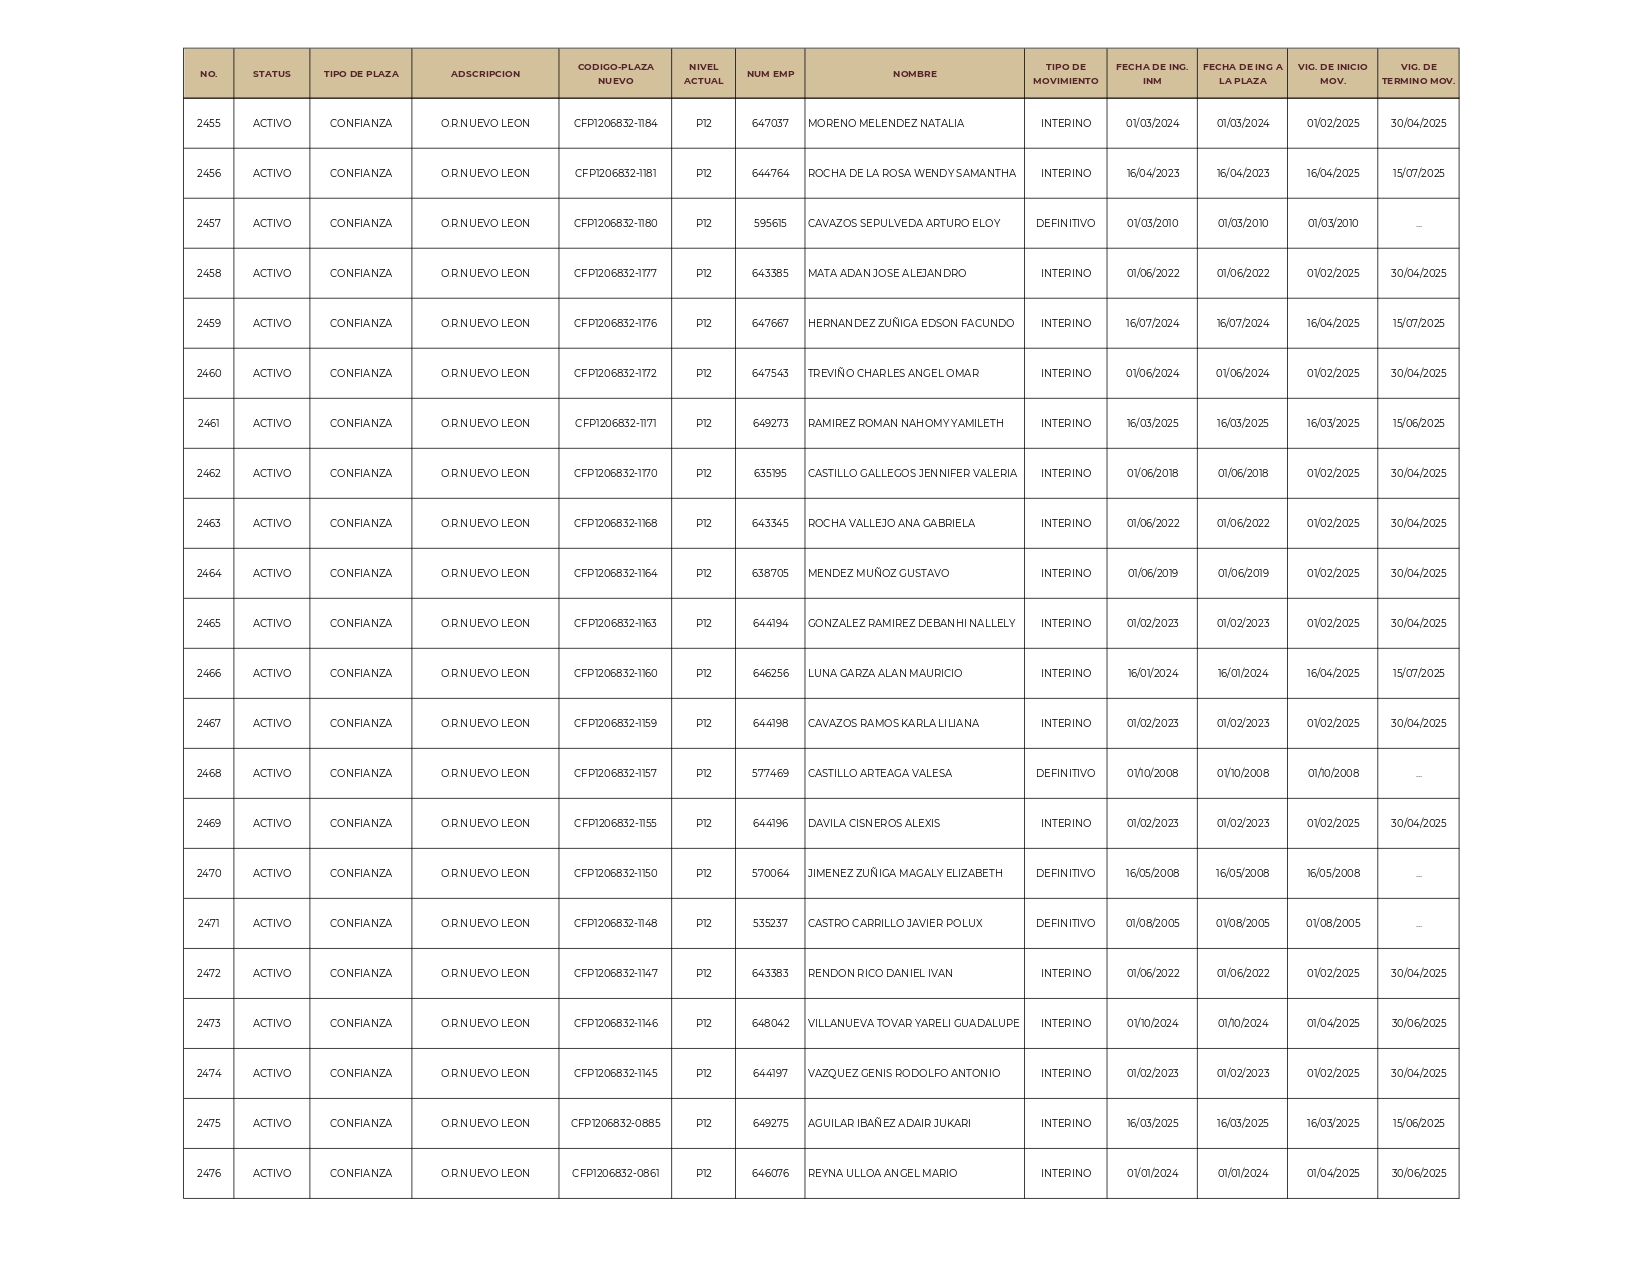 NO. STATUS TIPO DE PLAZA ADSCRIPCION CODIGO-PLAZA NUEVO NIVEL ACTUAL NUM EMP NOMBRE TIPO DE MOVIMIENTO FECHA DE ING. INM FECHA DE ING A LA PLAZA VIG. DE INICIO MOV. VIG. DE TERMINO MOV.
2455 ACTIVO CONFIANZA O.R.NUEVO LEON CFP1206832-1184 P12 647037 MORENO MELENDEZ NATALIA INTERINO 01/03/2024 01/03/2024 01/02/2025 30/04/2025
2456 ACTIVO CONFIANZA O.R.NUEVO LEON CFP1206832-1181 P12 644764 ROCHA DE LA ROSA WENDY SAMANTHA INTERINO 16/04/2023 16/04/2023 16/04/2025 15/07/2025
2457 ACTIVO CONFIANZA O.R.NUEVO LEON CFP1206832-1180 P12 595615 CAVAZOS SEPULVEDA ARTURO ELOY DEFINITIVO 01/03/2010 01/03/2010 01/03/2010 ...
2458 ACTIVO CONFIANZA O.R.NUEVO LEON CFP1206832-1177 P12 643385 MATA ADAN JOSE ALEJANDRO INTERINO 01/06/2022 01/06/2022 01/02/2025 30/04/2025
2459 ACTIVO CONFIANZA O.R.NUEVO LEON CFP1206832-1176 P12 647667 HERNANDEZ ZUÑIGA EDSON FACUNDO INTERINO 16/07/2024 16/07/2024 16/04/2025 15/07/2025
2460 ACTIVO CONFIANZA O.R.NUEVO LEON CFP1206832-1172 P12 647543 TREVIÑO CHARLES ANGEL OMAR INTERINO 01/06/2024 01/06/2024 01/02/2025 30/04/2025
2461 ACTIVO CONFIANZA O.R.NUEVO LEON CFP1206832-1171 P12 649273 RAMIREZ ROMAN NAHOMY YAMILETH INTERINO 16/03/2025 16/03/2025 16/03/2025 15/06/2025
2462 ACTIVO CONFIANZA O.R.NUEVO LEON CFP1206832-1170 P12 635195 CASTILLO GALLEGOS JENNIFER VALERIA INTERINO 01/06/2018 01/06/2018 01/02/2025 30/04/2025
2463 ACTIVO CONFIANZA O.R.NUEVO LEON CFP1206832-1168 P12 643345 ROCHA VALLEJO ANA GABRIELA INTERINO 01/06/2022 01/06/2022 01/02/2025 30/04/2025
2464 ACTIVO CONFIANZA O.R.NUEVO LEON CFP1206832-1164 P12 638705 MENDEZ MUÑOZ GUSTAVO INTERINO 01/06/2019 01/06/2019 01/02/2025 30/04/2025
2465 ACTIVO CONFIANZA O.R.NUEVO LEON CFP1206832-1163 P12 644194 GONZALEZ RAMIREZ DEBANHI NALLELY INTERINO 01/02/2023 01/02/2023 01/02/2025 30/04/2025
2466 ACTIVO CONFIANZA O.R.NUEVO LEON CFP1206832-1160 P12 646256 LUNA GARZA ALAN MAURICIO INTERINO 16/01/2024 16/01/2024 16/04/2025 15/07/2025
2467 ACTIVO CONFIANZA O.R.NUEVO LEON CFP1206832-1159 P12 644198 CAVAZOS RAMOS KARLA LILIANA INTERINO 01/02/2023 01/02/2023 01/02/2025 30/04/2025
2468 ACTIVO CONFIANZA O.R.NUEVO LEON CFP1206832-1157 P12 577469 CASTILLO ARTEAGA VALESA DEFINITIVO 01/10/2008 01/10/2008 01/10/2008 ...
2469 ACTIVO CONFIANZA O.R.NUEVO LEON CFP1206832-1155 P12 644196 DAVILA CISNEROS ALEXIS INTERINO 01/02/2023 01/02/2023 01/02/2025 30/04/2025
2470 ACTIVO CONFIANZA O.R.NUEVO LEON CFP1206832-1150 P12 570064 JIMENEZ ZUÑIGA MAGALY ELIZABETH DEFINITIVO 16/05/2008 16/05/2008 16/05/2008 ...
2471 ACTIVO CONFIANZA O.R.NUEVO LEON CFP1206832-1148 P12 535237 CASTRO CARRILLO JAVIER POLUX DEFINITIVO 01/08/2005 01/08/2005 01/08/2005 ...
2472 ACTIVO CONFIANZA O.R.NUEVO LEON CFP1206832-1147 P12 643383 RENDON RICO DANIEL IVAN INTERINO 01/06/2022 01/06/2022 01/02/2025 30/04/2025
2473 ACTIVO CONFIANZA O.R.NUEVO LEON CFP1206832-1146 P12 648042 VILLANUEVA TOVAR YARELI GUADALUPE INTERINO 01/10/2024 01/10/2024 01/04/2025 30/06/2025
2474 ACTIVO CONFIANZA O.R.NUEVO LEON CFP1206832-1145 P12 644197 VAZQUEZ GENIS RODOLFO ANTONIO INTERINO 01/02/2023 01/02/2023 01/02/2025 30/04/2025
2475 ACTIVO CONFIANZA O.R.NUEVO LEON CFP1206832-0885 P12 649275 AGUILAR IBAÑEZ ADAIR JUKARI INTERINO 16/03/2025 16/03/2025 16/03/2025 15/06/2025
2476 ACTIVO CONFIANZA O.R.NUEVO LEON CFP1206832-0861 P12 646076 REYNA ULLOA ANGEL MARIO INTERINO 01/01/2024 01/01/2024 01/04/2025 30/06/2025